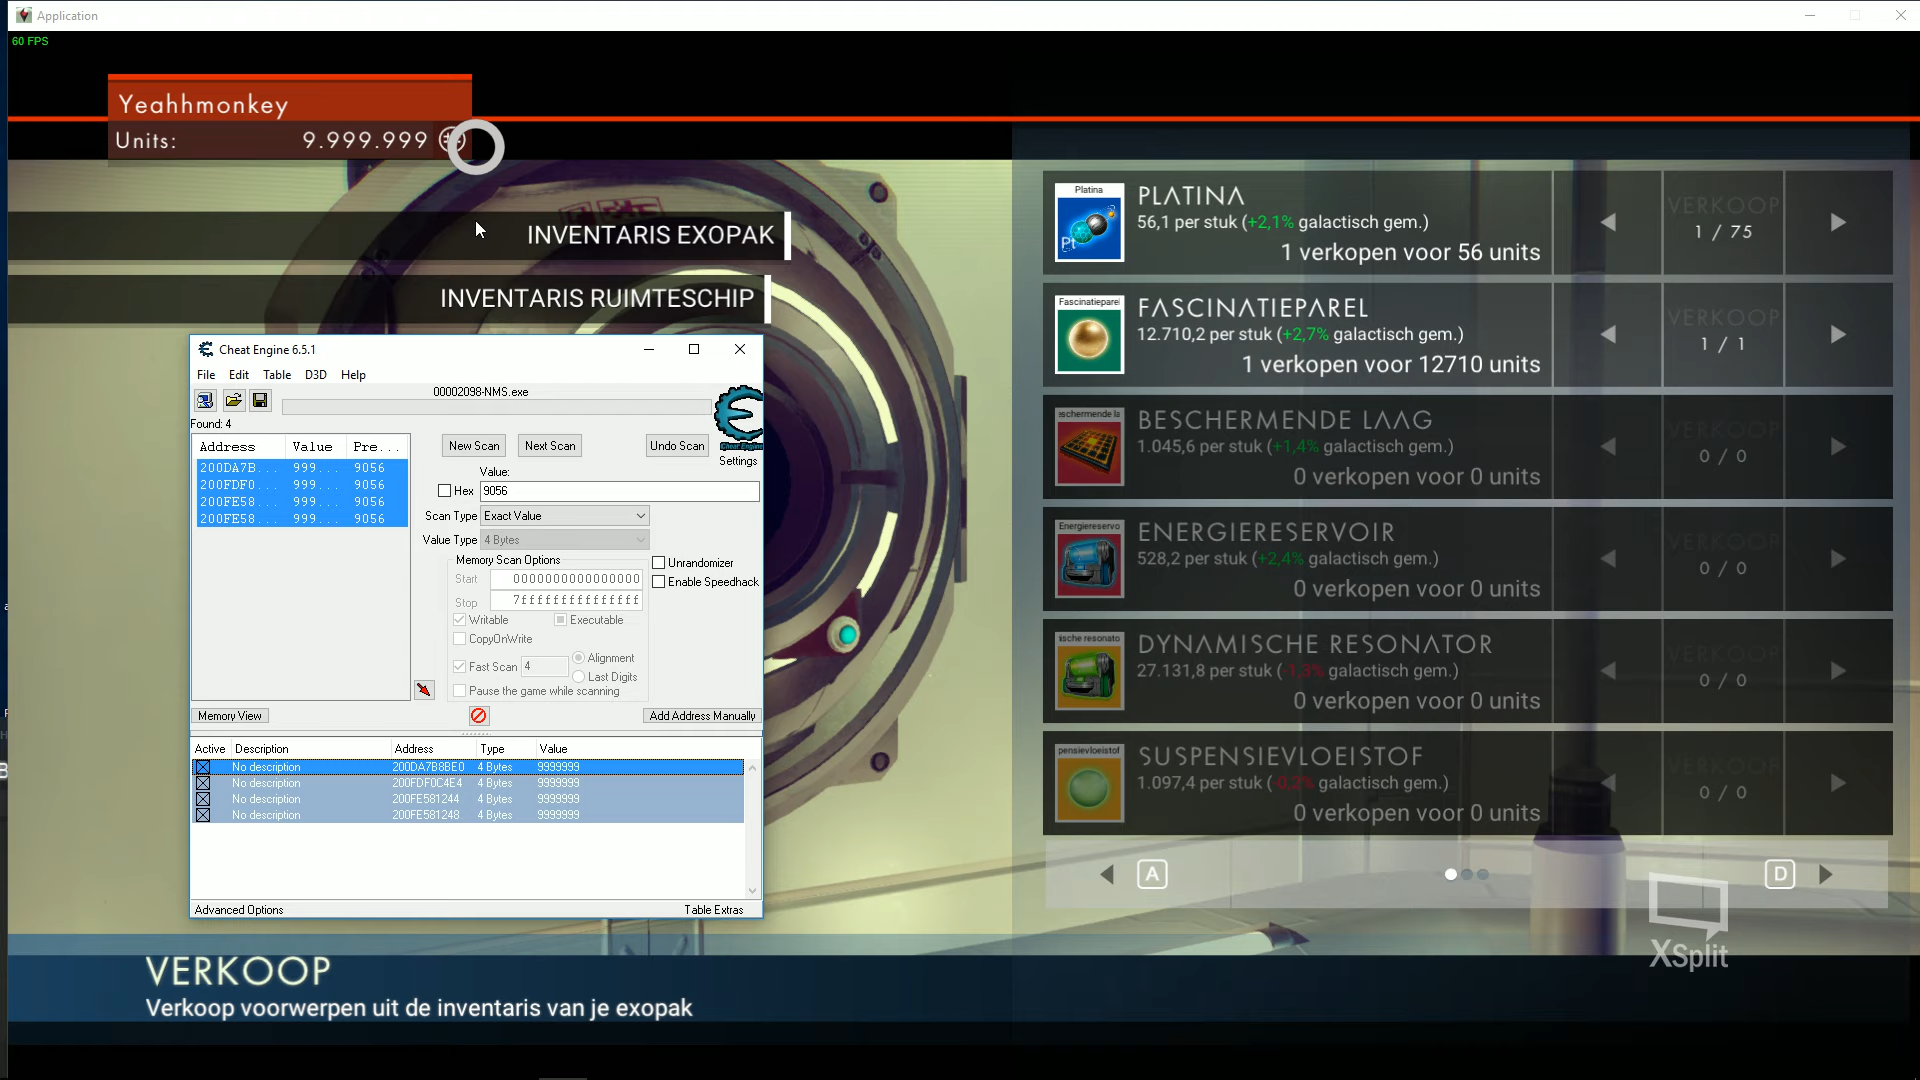 Application
60 FPS
Yeahhmonkey
Units: 9.999.999
INVENTARIS EXOPAK
INVENTARIS RUIMTESCHIP
Cheat Engine 6.5.1
File Edit Table D3D Help
00002098-NMS.exe
Found: 4
Address Value Pre...
200DA7B... 999... 9056
200FDF0... 999... 9056
200FE58... 999... 9056
200FE58... 999... 9056
New Scan Next Scan Undo Scan
Cheat Engine
Settings
Value:
Hex 9056
Scan Type Exact Value
Value Type 4 Bytes
Memory Scan Options
Start 0000000000000000
Stop 7fffffffffffffff
Writable Executable
CopyOnWrite
Fast Scan 4 Alignment
Last Digits
Pause the game while scanning
Unrandomizer
Enable Speedhack
Memory View Add Address Manually
Active Description Address Type Value
No description 200DA7B8BE0 4 Bytes 9999999
No description 200FDF0C4E4 4 Bytes 9999999
No description 200FE581244 4 Bytes 9999999
No description 200FE581248 4 Bytes 9999999
Advanced Options Table Extras
Platina
Pt
PLATINA
56,1 per stuk (+2,1% galactisch gem.)
1 verkopen voor 56 units
VERKOOP
1 / 75
Fascinatieparel
FASCINATIEPAREL
12.710,2 per stuk (+2,7% galactisch gem.)
1 verkopen voor 12710 units
VERKOOP
1 / 1
schermende la
BESCHERMENDE LAAG
1.045,6 per stuk (+1,4% galactisch gem.)
0 verkopen voor 0 units
VERKOOP
0 / 0
Energiereservo
ENERGIERESERVOIR
528,2 per stuk (+2,4% galactisch gem.)
0 verkopen voor 0 units
VERKOOP
0 / 0
ische resonato
DYNAMISCHE RESONATOR
27.131,8 per stuk (-1,3% galactisch gem.)
0 verkopen voor 0 units
VERKOOP
0 / 0
pensievloeistof
SUSPENSIEVLOEISTOF
1.097,4 per stuk (-0,2% galactisch gem.)
0 verkopen voor 0 units
VERKOOP
0 / 0
A D
XSplit
VERKOOP
Verkoop voorwerpen uit de inventaris van je exopak